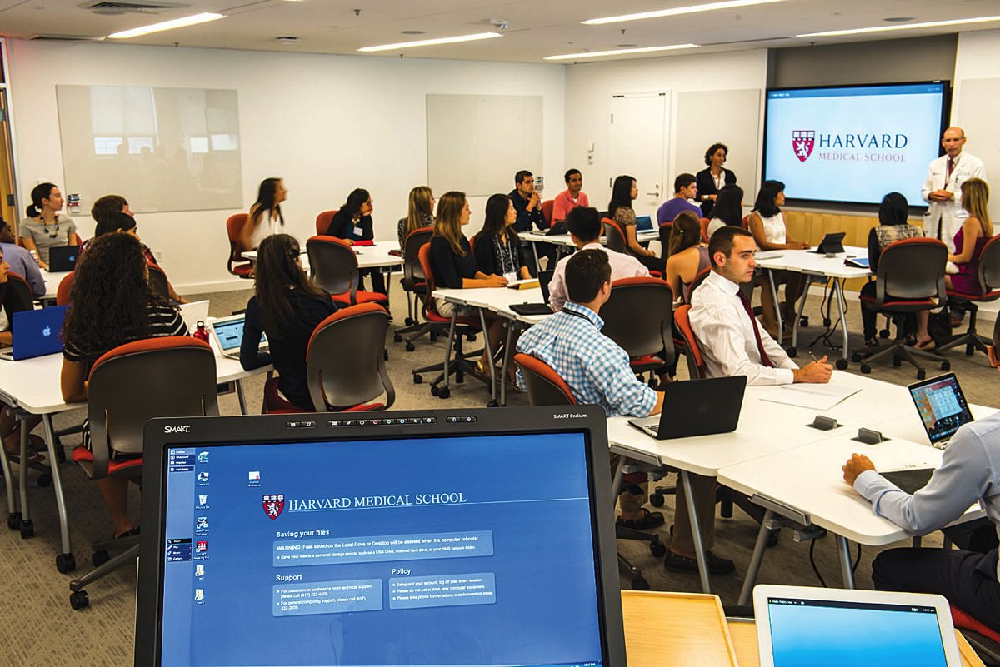 HARVARD
MEDICAL SCHOOL
SMART
SMART Podium
HARVARD MEDICAL SCHOOL
Saving your files
WARNING: Files saved on the Local Drive or Desktop will be deleted when the computer reboots!
Save your files to a personal storage device, such as a USB Drive, external hard drive, or your HMS network folder.
Support
For classroom or conference room technical support,
please call (617) 432-4500.
For general computing support, please call (617)
432-2000.
Policy
Safeguard your account; log off after every session.
Please do not eat or drink near computer equipment.
Please take phone conversations outside common areas.